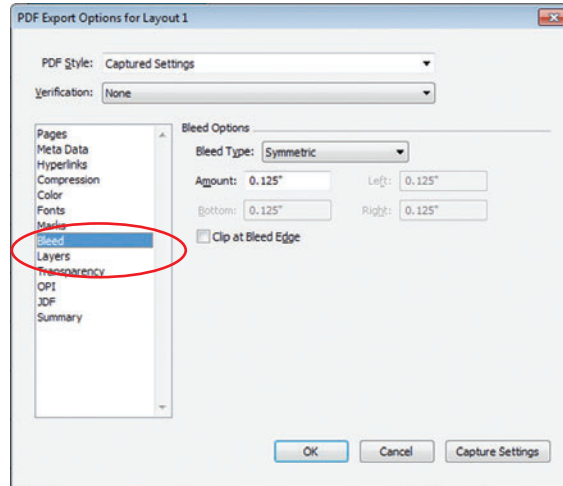 PDF Export Options for Layout 1
PDF Style: Captured Settings
Verification: None
Pages
Meta Data
Hyperlinks
Compression
Color
Fonts
Marks
Bleed
Layers
Transparency
OPI
JDF
Summary
Bleed Options
Bleed Type: Symmetric
Amount: 0.125" Left: 0.125"
Bottom: 0.125" Right: 0.125"
Clip at Bleed Edge
OK Cancel Capture Settings